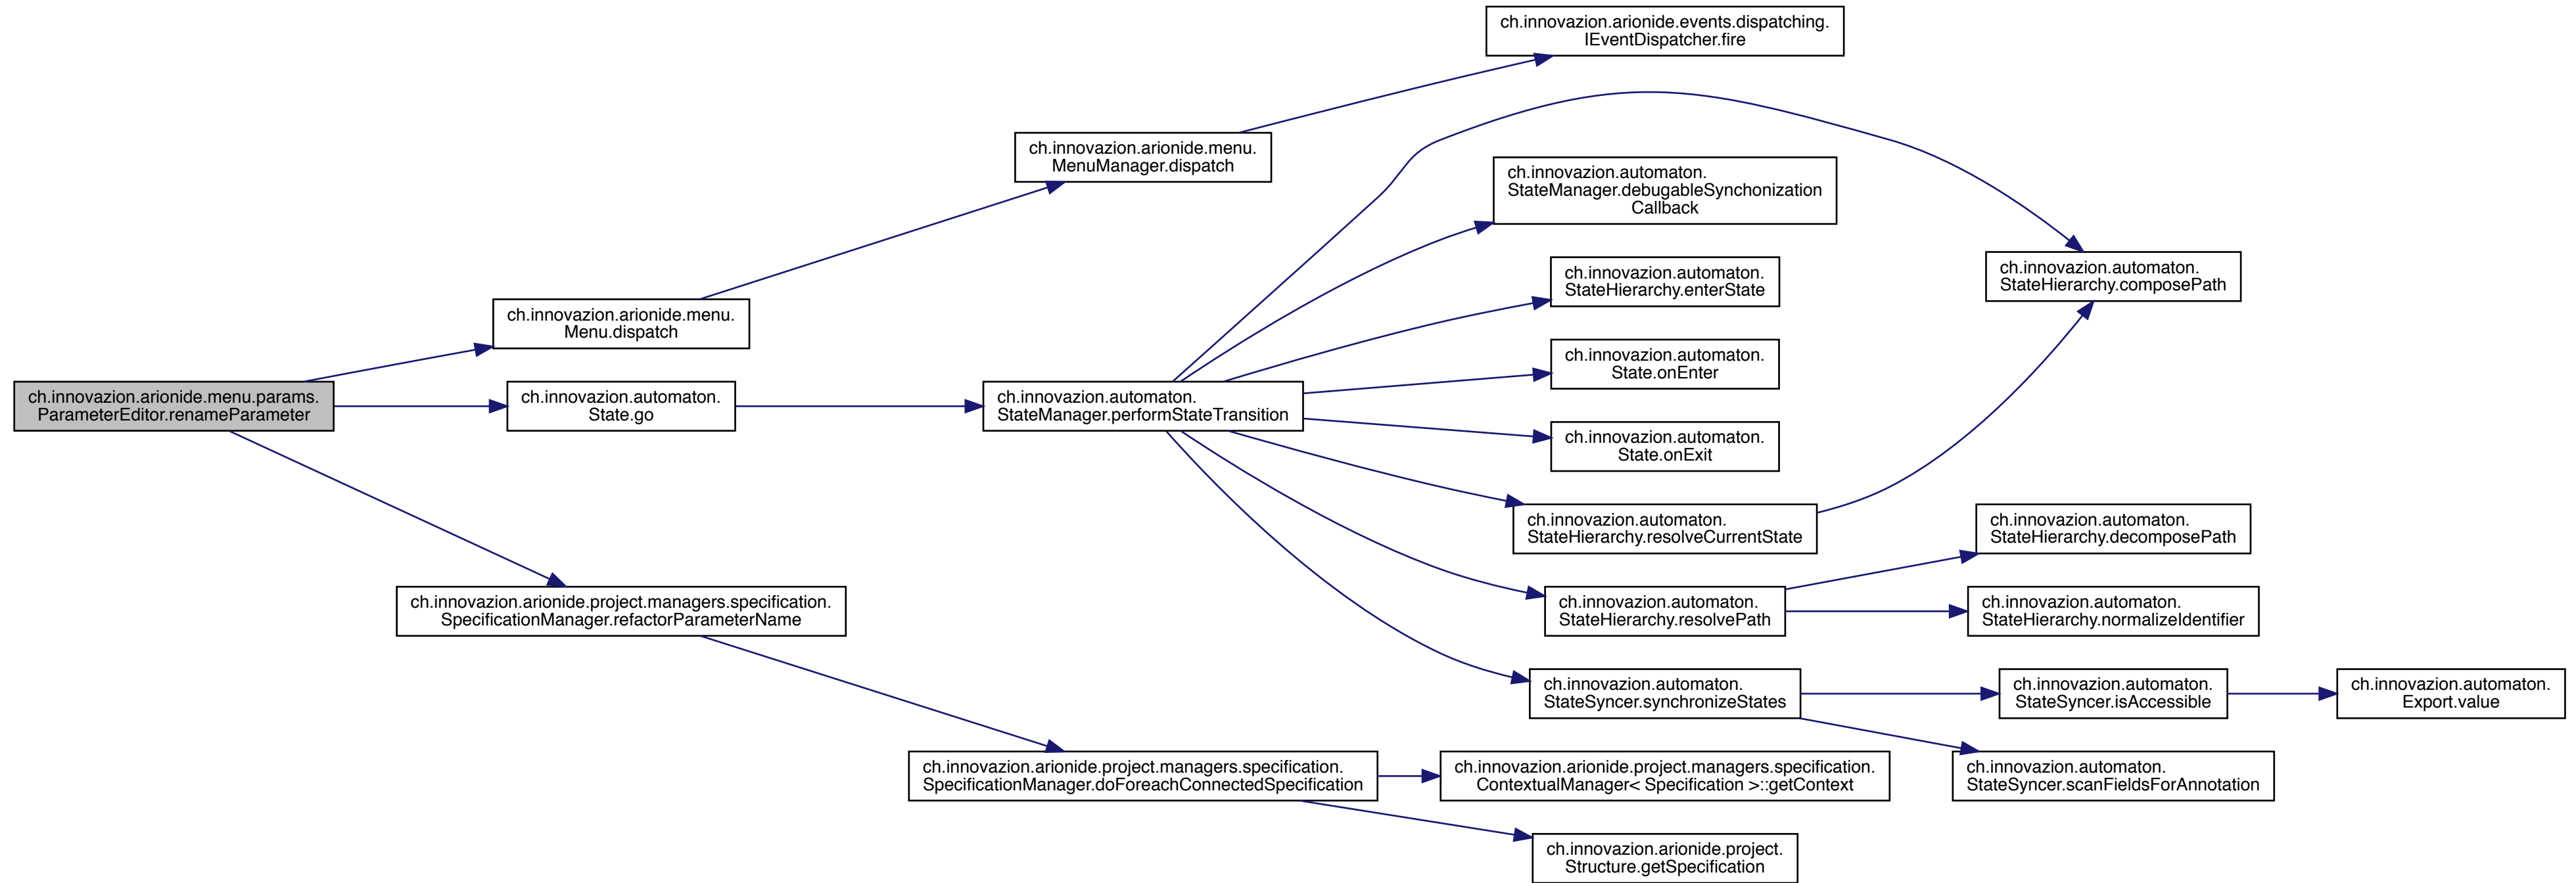 ch.innovazion.arionide.events.dispatching.
IEventDispatcher.fire
ch.innovazion.arionide.menu.
MenuManager.dispatch
ch.innovazion.automaton.
StateManager.debugableSynchonization
Callback
ch.innovazion.automaton.
StateHierarchy.enterState
ch.innovazion.automaton.
StateHierarchy.composePath
ch.innovazion.arionide.menu.
Menu.dispatch
ch.innovazion.automaton.
State.onEnter
ch.innovazion.arionide.menu.params.
ParameterEditor.renameParameter
ch.innovazion.automaton.
State.go
ch.innovazion.automaton.
StateManager.performStateTransition
ch.innovazion.automaton.
State.onExit
ch.innovazion.automaton.
StateHierarchy.resolveCurrentState
ch.innovazion.automaton.
StateHierarchy.decomposePath
ch.innovazion.arionide.project.managers.specification.
SpecificationManager.refactorParameterName
ch.innovazion.automaton.
StateHierarchy.resolvePath
ch.innovazion.automaton.
StateHierarchy.normalizeIdentifier
ch.innovazion.automaton.
StateSyncer.synchronizeStates
ch.innovazion.automaton.
StateSyncer.isAccessible
ch.innovazion.automaton.
Export.value
ch.innovazion.arionide.project.managers.specification.
SpecificationManager.doForeachConnectedSpecification
ch.innovazion.arionide.project.managers.specification.
ContextualManager< Specification >::getContext
ch.innovazion.automaton.
StateSyncer.scanFieldsForAnnotation
ch.innovazion.arionide.project.
Structure.getSpecification